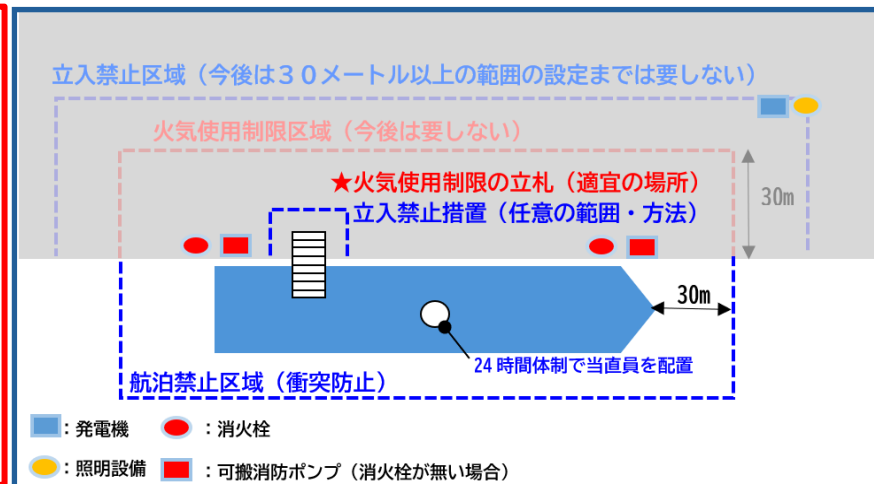 立入禁止区域（今後は３０メートル以上の範囲の設定までは要しない）
火気使用制限区域（今後は要しない）
★火気使用制限の立札（適宜の場所）
立入禁止措置（任意の範囲・方法）
30m
30m
24 時間体制で当直員を配置
航泊禁止区域（衝突防止）
：発電機
：消火栓
：照明設備
：可搬消防ポンプ（消火栓が無い場合）